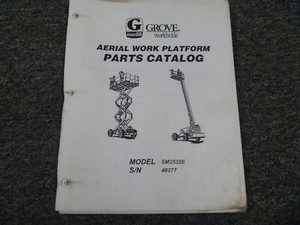 G
GROVE
worldwide
AERIAL WORK PLATFORM
PARTS CATALOG
MODEL SM2532E
S/N 48277